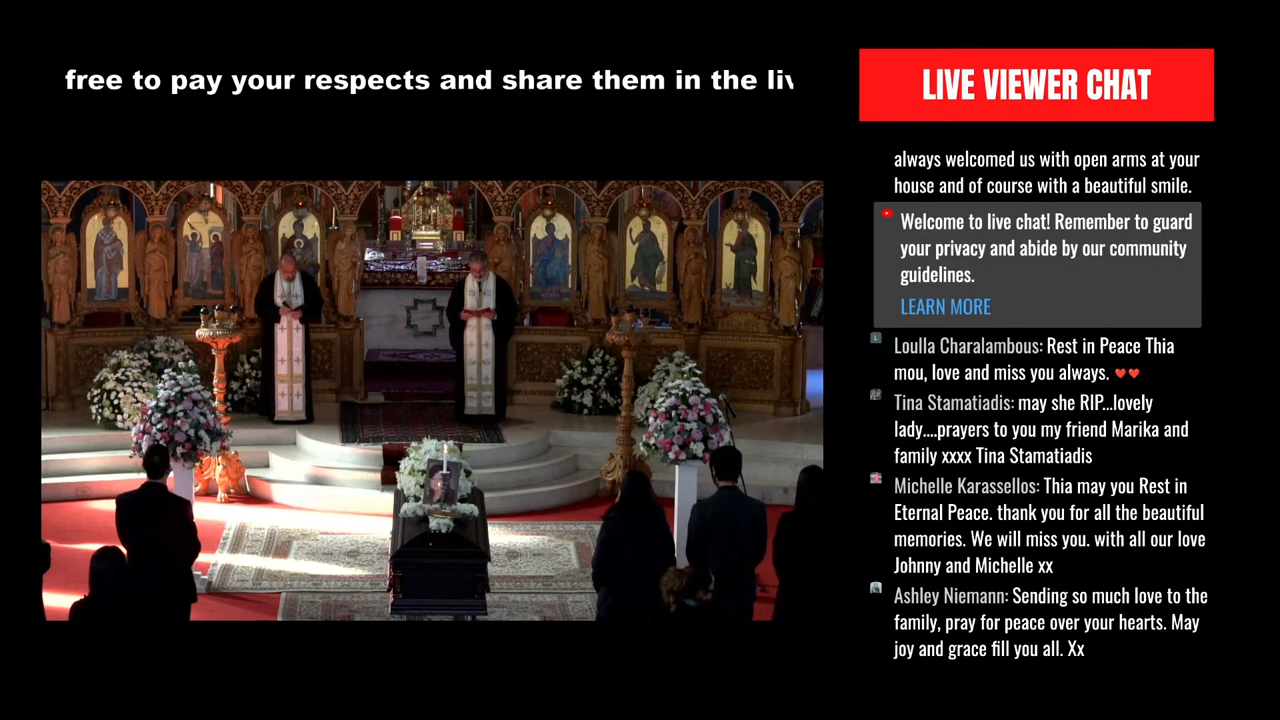 free to pay your respects and share them in the liv
LIVE VIEWER CHAT
always welcomed us with open arms at your
house and of course with a beautiful smile.
Welcome to live chat! Remember to guard
your privacy and abide by our community
guidelines.
LEARN MORE
Loulla Charalambous: Rest in Peace Thia
mou, love and miss you always. ❤❤
Tina Stamatiadis: may she RIP...lovely
lady....prayers to you my friend Marika and
family xxxx Tina Stamatiadis
Michelle Karassellos: Thia may you Rest in
Eternal Peace. thank you for all the beautiful
memories. We will miss you. with all our love
Johnny and Michelle xx
Ashley Niemann: Sending so much love to the
family, pray for peace over your hearts. May
joy and grace fill you all. Xx